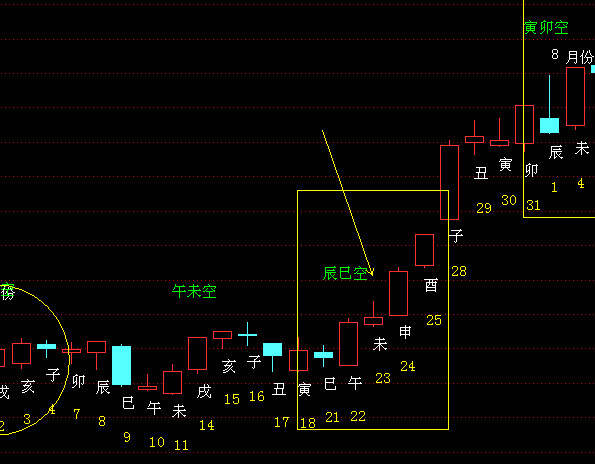 寅卯空
8 月份
辰
未
1
4
卯
31
寅
30
丑
29
子
28
辰巳空
酉
25
申
24
未
23
午
22
巳
21
寅
18
丑
17
午未空
子
16
亥
15
戌
14
未
11
午
10
巳
9
辰
8
卯
7
子
4
亥
3
戌
2